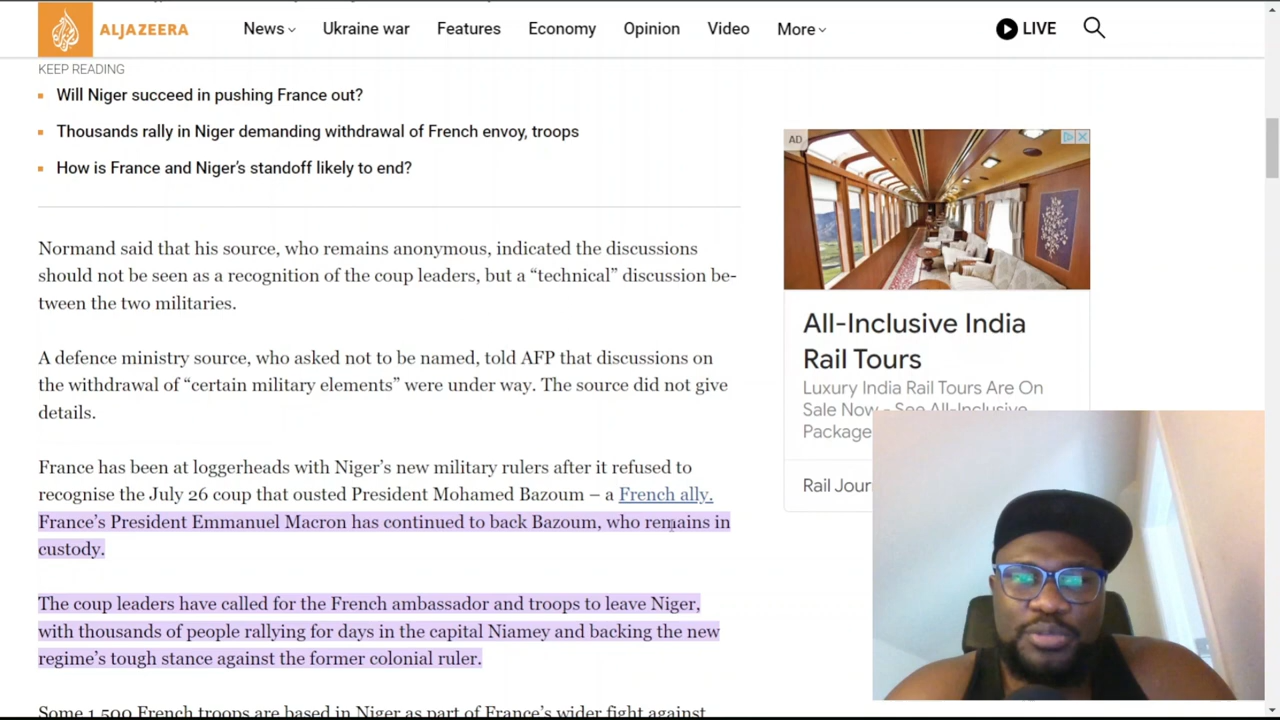 ALJAZEERA
News
Ukraine war
Features
Economy
Opinion
Video
More
LIVE
KEEP READING
Will Niger succeed in pushing France out?
Thousands rally in Niger demanding withdrawal of French envoy, troops
How is France and Niger’s standoff likely to end?
Normand said that his source, who remains anonymous, indicated the discussions
should not be seen as a recognition of the coup leaders, but a “technical” discussion be-
tween the two militaries.
A defence ministry source, who asked not to be named, told AFP that discussions on
the withdrawal of “certain military elements” were under way. The source did not give
details.
France has been at loggerheads with Niger’s new military rulers after it refused to
recognise the July 26 coup that ousted President Mohamed Bazoum – a French ally.
France’s President Emmanuel Macron has continued to back Bazoum, who remains in
custody.
The coup leaders have called for the French ambassador and troops to leave Niger,
with thousands of people rallying for days in the capital Niamey and backing the new
regime’s tough stance against the former colonial ruler.
Some 1,500 French troops are based in Niger as part of France’s wider fight against
AD
All-Inclusive India
Rail Tours
Luxury India Rail Tours Are On
Sale Now - See All-Inclusive
Package
Rail Jour